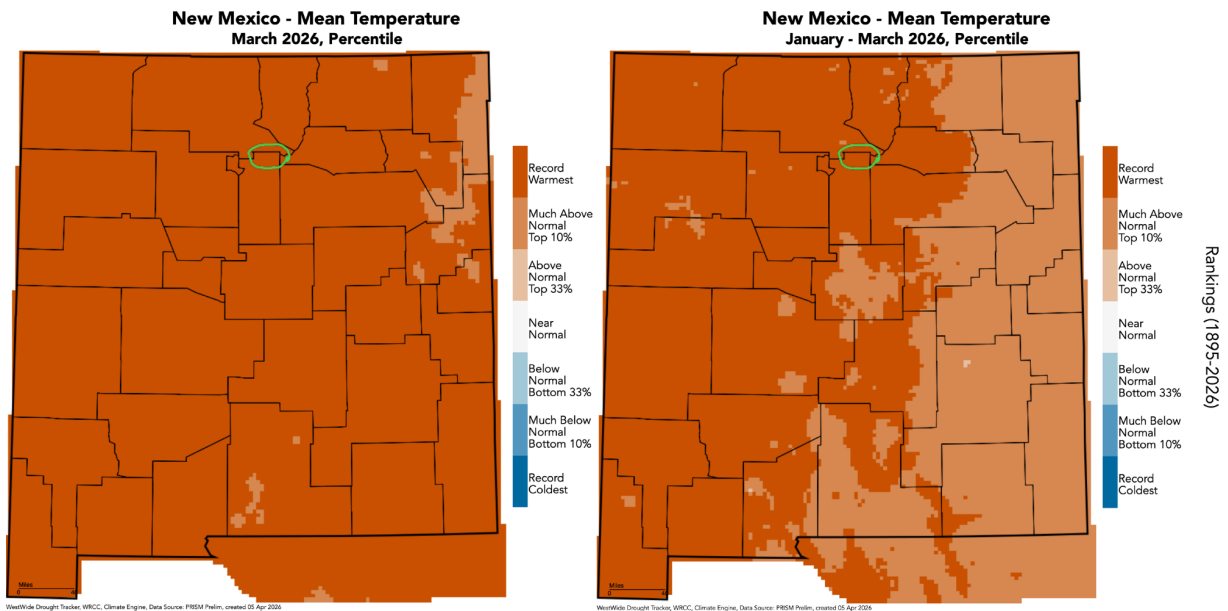 New Mexico - Mean Temperature
March 2026, Percentile
Record
Warmest
Much Above
Normal
Top 10%
Above
Normal
Top 33%
Near
Normal
Below
Normal
Bottom 33%
Much Below
Normal
Bottom 10%
Record
Coldest
Miles
0
WestWide Drought Tracker, WRCC, Climate Engine, Data Source: PRISM Prelim, created 05 Apr 2026
New Mexico - Mean Temperature
January - March 2026, Percentile
Record
Warmest
Much Above
Normal
Top 10%
Above
Normal
Top 33%
Near
Normal
Below
Normal
Bottom 33%
Much Below
Normal
Bottom 10%
Record
Coldest
Miles
0
WestWide Drought Tracker, WRCC, Climate Engine, Data Source: PRISM Prelim, created 05 Apr 2026
Rankings (1895-2026)